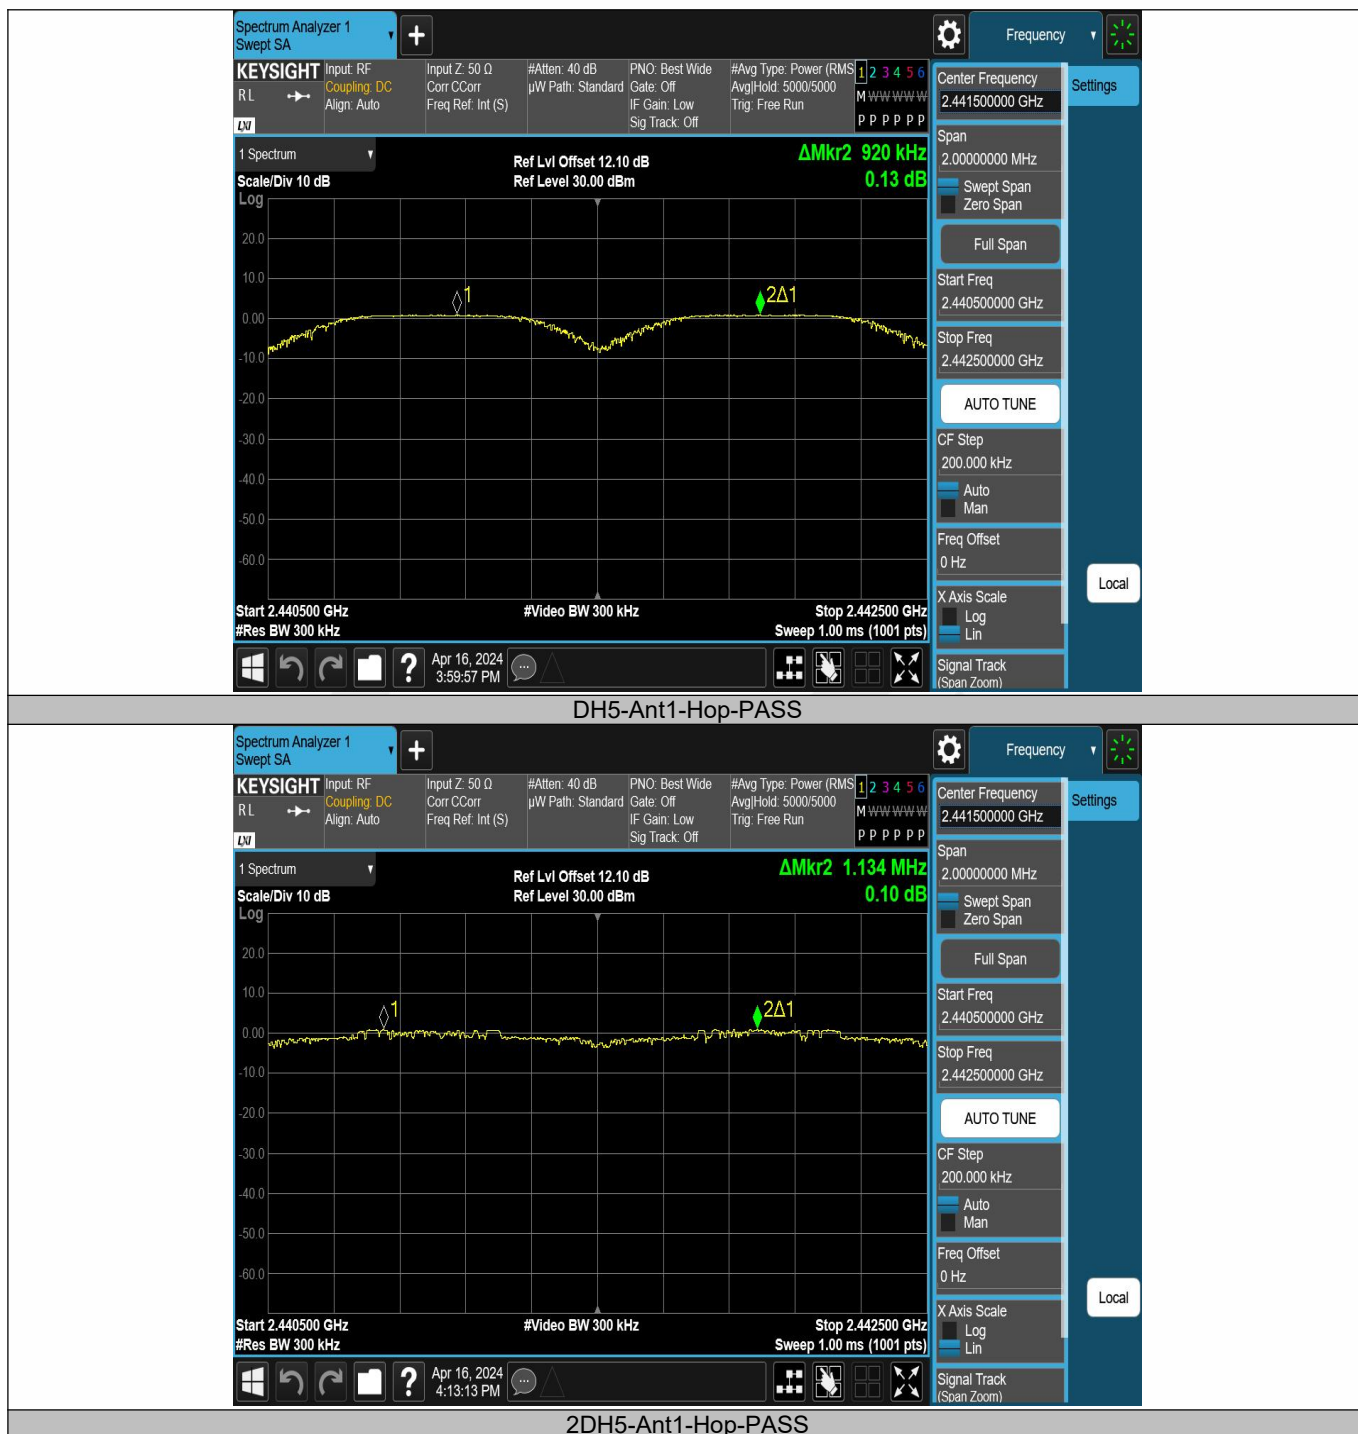 Spectrum Analyzer 1
Swept SA
Frequency
KEYSIGHT
RL
LXI
Input: RF
Coupling: DC
Align: Auto
Input Z: 50 Ω
Corr CCorr
Freq Ref: Int (S)
#Atten: 40 dB
µW Path: Standard
PNO: Best Wide
Gate: Off
IF Gain: Low
Sig Track: Off
#Avg Type: Power (RMS
Avg|Hold: 5000/5000
Trig: Free Run
1 2 3 4 5 6
M W W W W W
P P P P P P
1 Spectrum
Scale/Div 10 dB
Log
Ref Lvl Offset 12.10 dB
Ref Level 30.00 dBm
ΔMkr2 920 kHz
0.13 dB
20.0
10.0
0.00
-10.0
-20.0
-30.0
-40.0
-50.0
-60.0
1
2Δ1
Start 2.440500 GHz
#Res BW 300 kHz
#Video BW 300 kHz
Stop 2.442500 GHz
Sweep 1.00 ms (1001 pts)
Apr 16, 2024
3:59:57 PM
Center Frequency
2.441500000 GHz
Settings
Span
2.00000000 MHz
Swept Span
Zero Span
Full Span
Start Freq
2.440500000 GHz
Stop Freq
2.442500000 GHz
AUTO TUNE
CF Step
200.000 kHz
Auto
Man
Freq Offset
0 Hz
Local
X Axis Scale
Log
Lin
Signal Track
(Span Zoom)
DH5-Ant1-Hop-PASS
Spectrum Analyzer 1
Swept SA
Frequency
KEYSIGHT
RL
LXI
Input: RF
Coupling: DC
Align: Auto
Input Z: 50 Ω
Corr CCorr
Freq Ref: Int (S)
#Atten: 40 dB
µW Path: Standard
PNO: Best Wide
Gate: Off
IF Gain: Low
Sig Track: Off
#Avg Type: Power (RMS
Avg|Hold: 5000/5000
Trig: Free Run
1 2 3 4 5 6
M W W W W W
P P P P P P
1 Spectrum
Scale/Div 10 dB
Log
Ref Lvl Offset 12.10 dB
Ref Level 30.00 dBm
ΔMkr2 1.134 MHz
0.10 dB
20.0
10.0
0.00
-10.0
-20.0
-30.0
-40.0
-50.0
-60.0
1
2Δ1
Start 2.440500 GHz
#Res BW 300 kHz
#Video BW 300 kHz
Stop 2.442500 GHz
Sweep 1.00 ms (1001 pts)
Apr 16, 2024
4:13:13 PM
Center Frequency
2.441500000 GHz
Settings
Span
2.00000000 MHz
Swept Span
Zero Span
Full Span
Start Freq
2.440500000 GHz
Stop Freq
2.442500000 GHz
AUTO TUNE
CF Step
200.000 kHz
Auto
Man
Freq Offset
0 Hz
Local
X Axis Scale
Log
Lin
Signal Track
(Span Zoom)
2DH5-Ant1-Hop-PASS